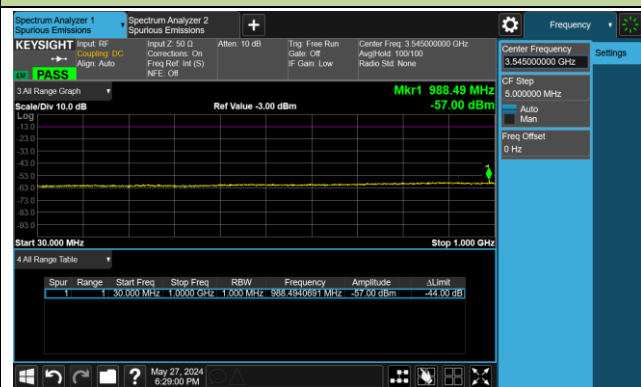 Spectrum Analyzer 1
Spurious Emissions
Spectrum Analyzer 2
Spurious Emissions
+
Frequency
KEYSIGHT
Input: RF
Coupling: DC
Align: Auto
Input Z: 50 Ω
Corrections: On
Freq Ref: Int (S)
NFE: Off
Atten: 10 dB
Trig: Free Run
Gate: Off
IF Gain: Low
Center Freq: 3.545000000 GHz
Avg|Hold: 100/100
Radio Std: None
PASS
Center Frequency
3.545000000 GHz
Settings
CF Step
5.000000 MHz
Auto
Man
Freq Offset
0 Hz
3 All Range Graph
Mkr1 988.49 MHz
Scale/Div 10.0 dB
Ref Value -3.00 dBm
-57.00 dBm
Log
-13.0
-23.0
-33.0
-43.0
-53.0
-63.0
-73.0
-83.0
-93.0
1
Start 30.000 MHz
Stop 1.000 GHz
4 All Range Table
Spur Range Start Freq Stop Freq RBW Frequency Amplitude ΔLimit
1 1 30.000 MHz 1.0000 GHz 1.000 MHz 988.4940691 MHz -57.00 dBm -44.00 dB
?
May 27, 2024
6:29:00 PM